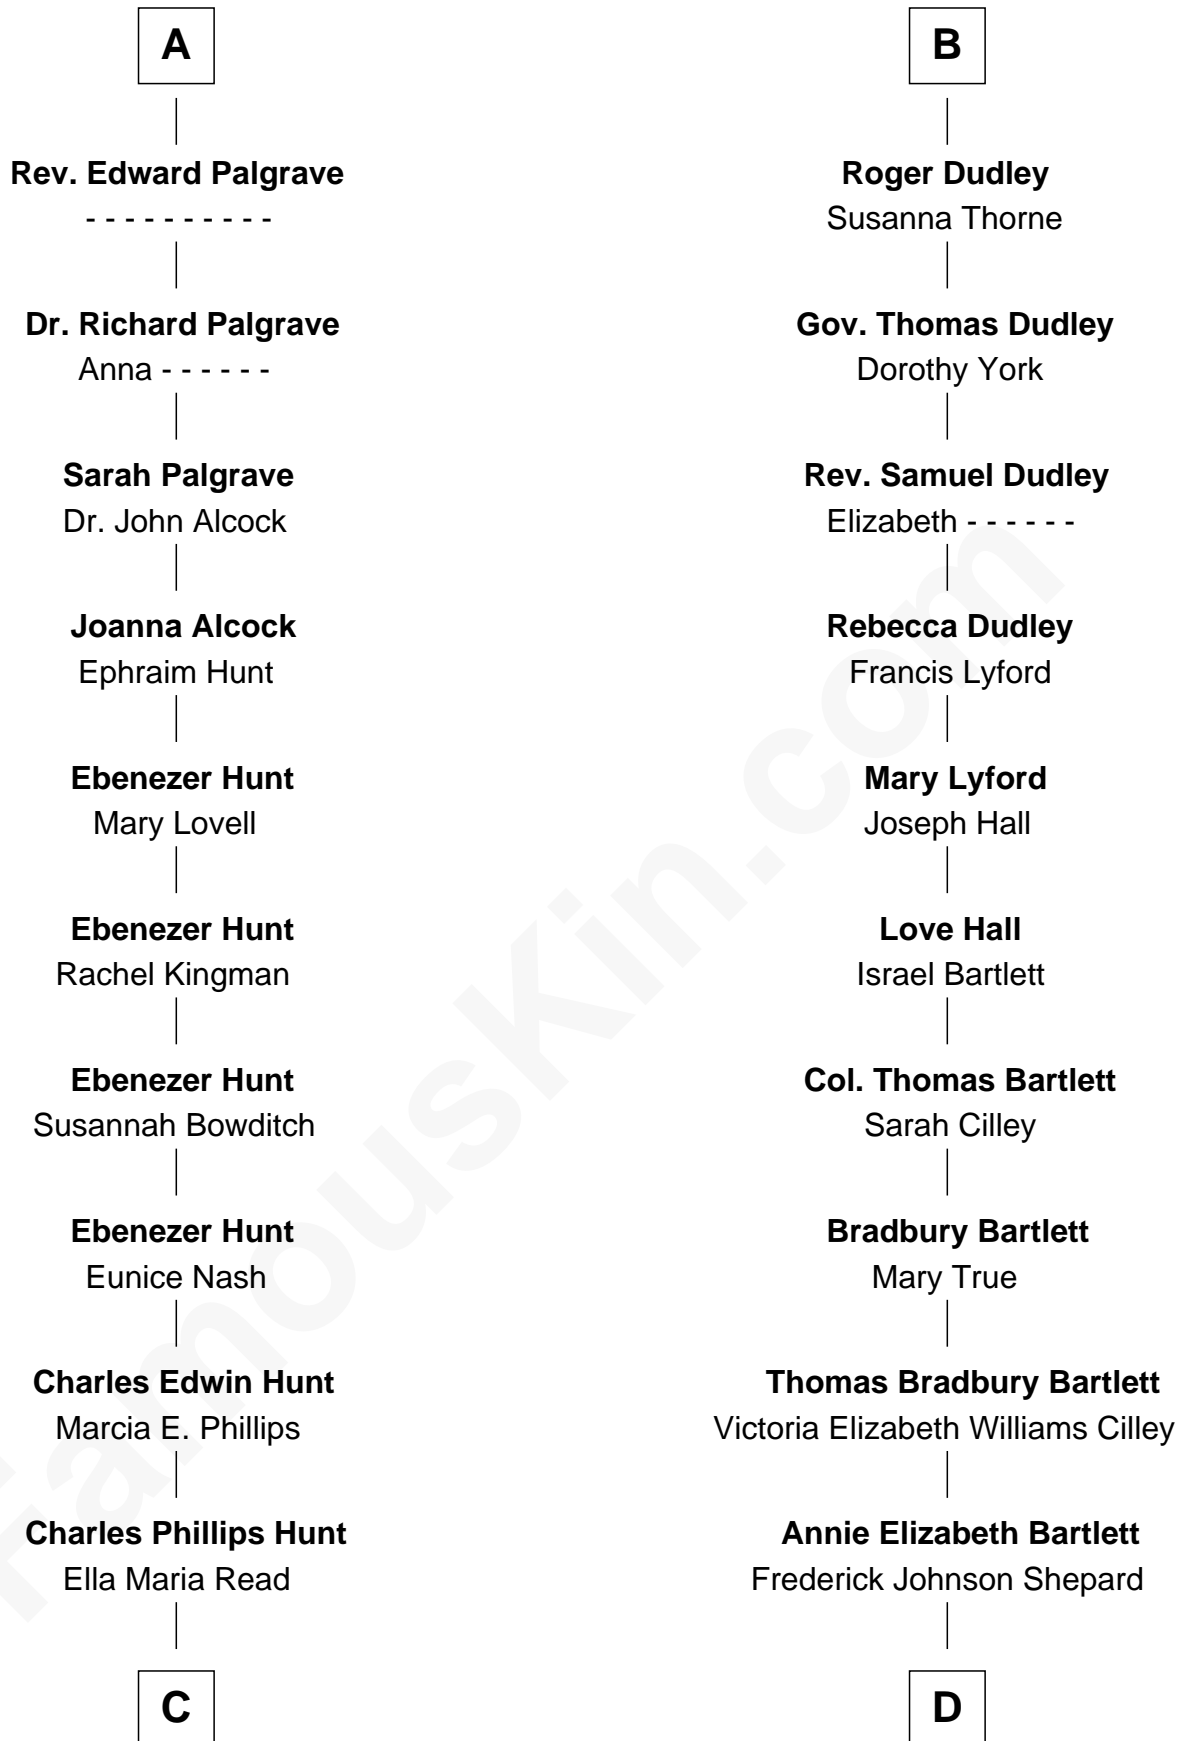 A
Rev. Edward Palgrave
- - - - - - - - - -
Dr. Richard Palgrave
Anna - - - - - -
Sarah Palgrave
Dr. John Alcock
Joanna Alcock
Ephraim Hunt
Ebenezer Hunt
Mary Lovell
Ebenezer Hunt
Rachel Kingman
Ebenezer Hunt
Susannah Bowditch
Ebenezer Hunt
Eunice Nash
Charles Edwin Hunt
Marcia E. Phillips
Charles Phillips Hunt
Ella Maria Read
C
B
Roger Dudley
Susanna Thorne
Gov. Thomas Dudley
Dorothy York
Rev. Samuel Dudley
Elizabeth - - - - - -
Rebecca Dudley
Francis Lyford
Mary Lyford
Joseph Hall
Love Hall
Israel Bartlett
Col. Thomas Bartlett
Sarah Cilley
Bradbury Bartlett
Mary True
Thomas Bradbury Bartlett
Victoria Elizabeth Williams Cilley
Annie Elizabeth Bartlett
Frederick Johnson Shepard
D
FamousKin.com